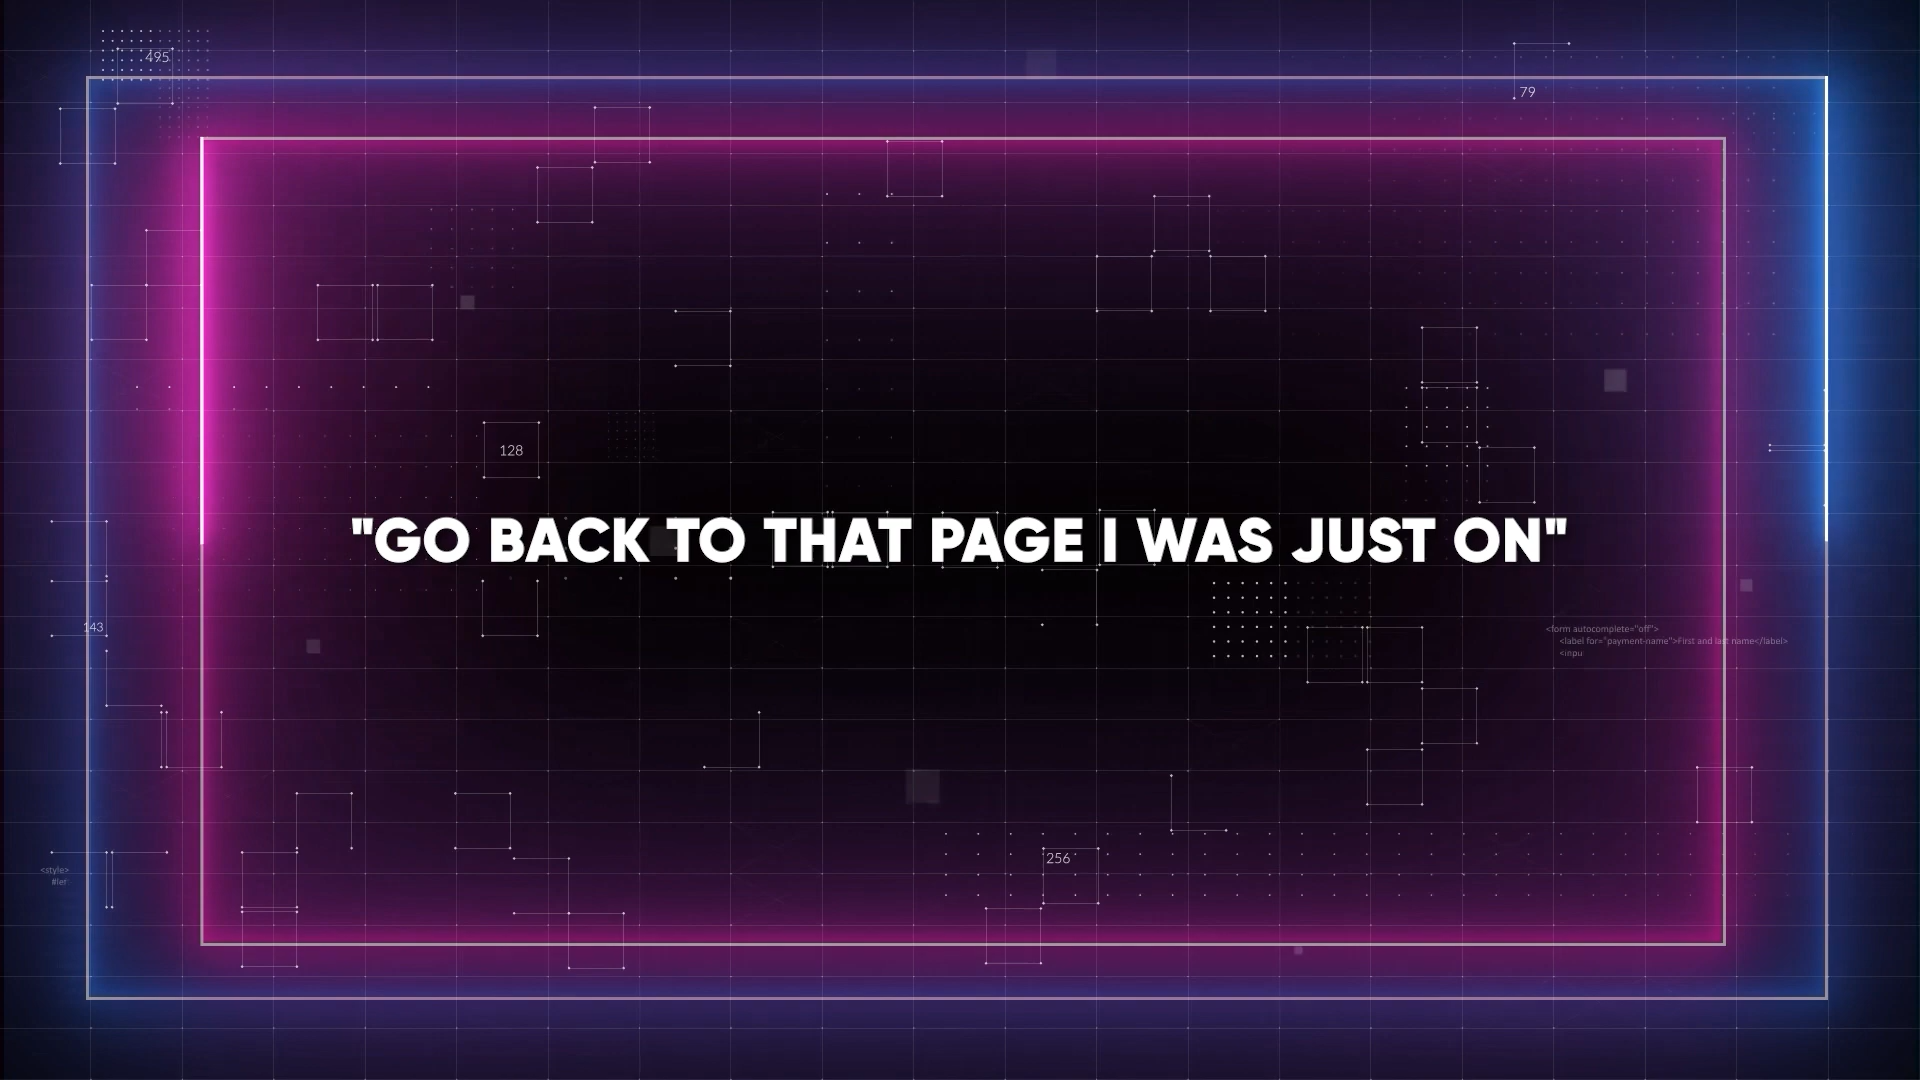 495
79
128
"GO BACK TO THAT PAGE I WAS JUST ON"
143
<form autocomplete="off">
<label for="payment-name">First and last name</label>
<inpu
256
<style>
#ler